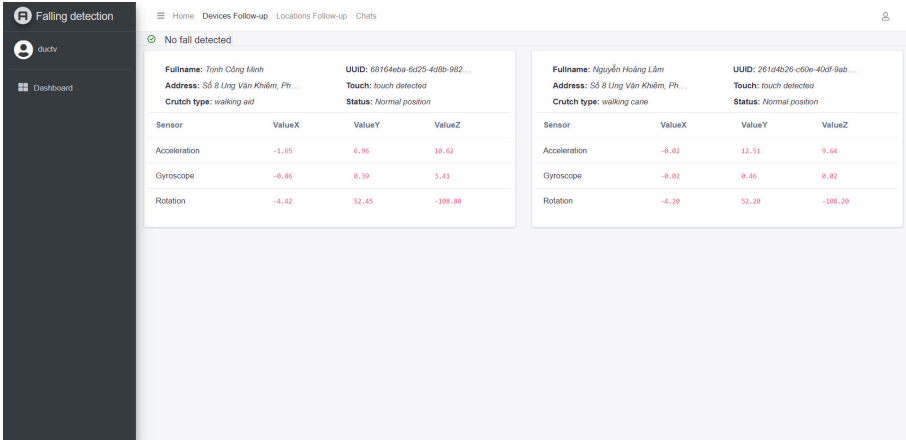 Falling detection
Home Devices Follow-up Locations Follow-up Chats
No fall detected
ductv
Dashboard
Fullname: Trịnh Công Minh UUID: 68164eba-6d25-4d8b-982...
Address: Số 8 Ung Văn Khiêm, Ph... Touch: touch detected
Crutch type: walking aid Status: Normal position
Sensor ValueX ValueY ValueZ
Acceleration -1.65 6.96 10.62
Gyroscope -0.86 0.39 3.41
Rotation -4.42 52.45 -108.80
Fullname: Nguyễn Hoàng Lâm UUID: 261d4b26-c60e-40df-9ab...
Address: Số 8 Ung Văn Khiêm, Ph... Touch: touch detected
Crutch type: walking cane Status: Normal position
Sensor ValueX ValueY ValueZ
Acceleration -0.02 12.51 9.64
Gyroscope -0.02 0.46 0.02
Rotation -4.20 52.20 -108.20